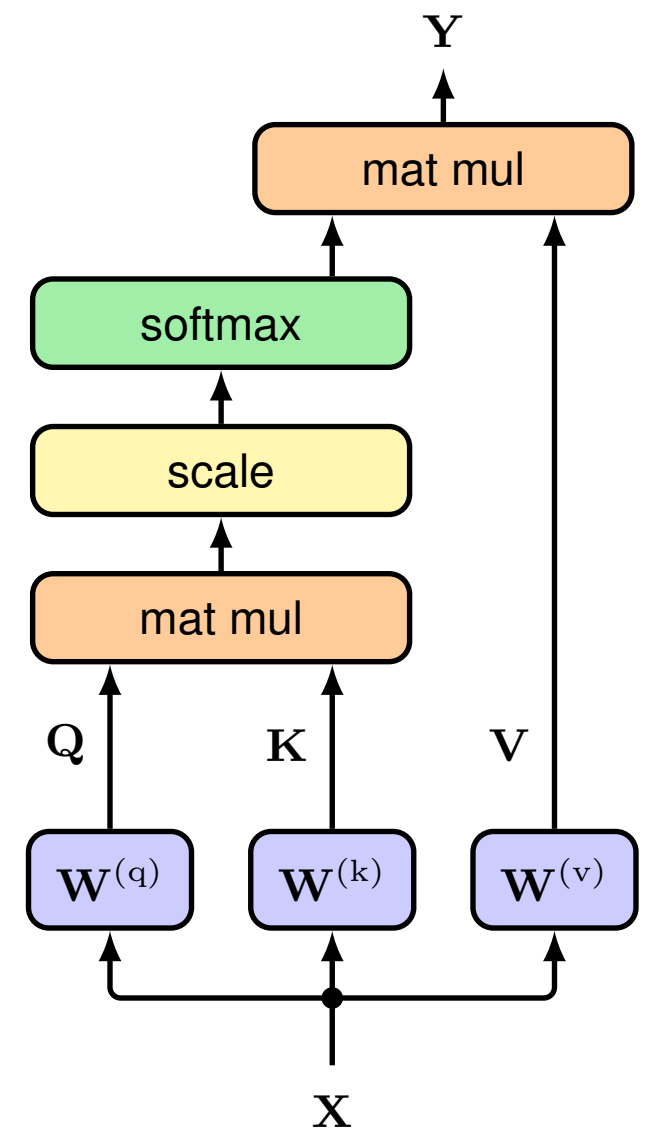 Y
mat mul
softmax
scale
mat mul
Q K V
W^(q) W^(k) W^(v)
X